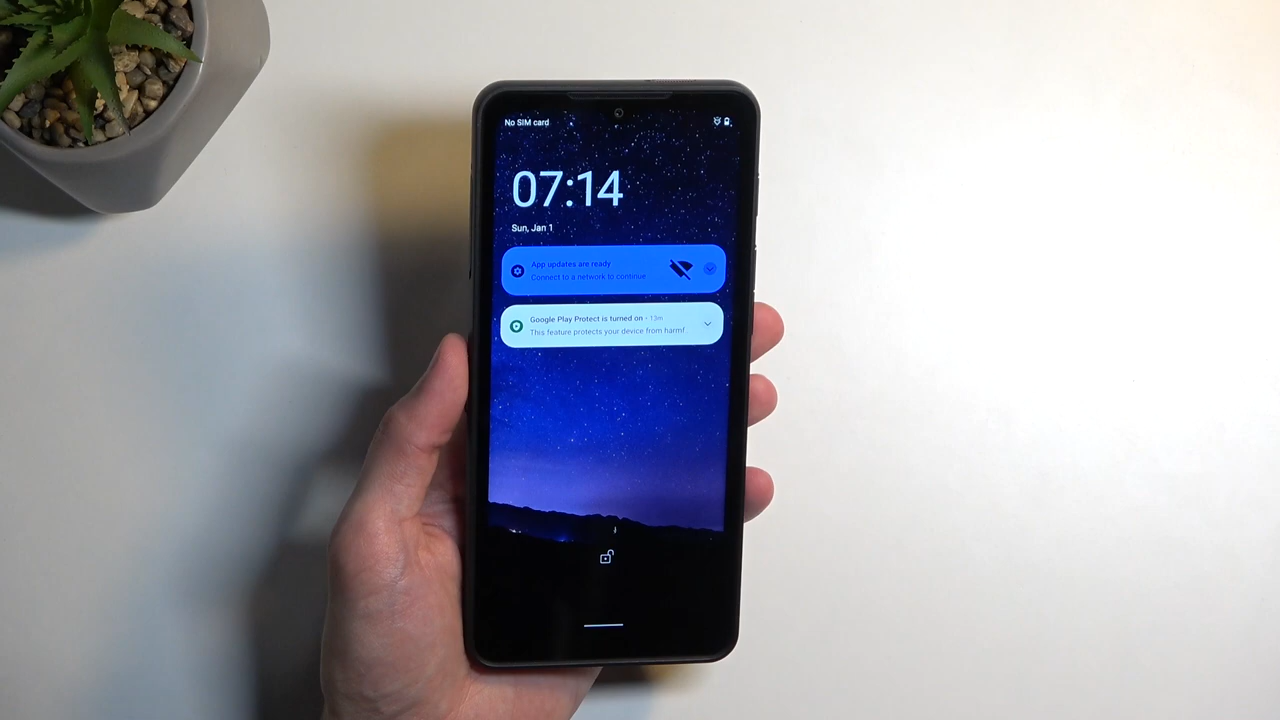 No SIM card
07:14
Sun, Jan 1
App updates are ready
Connect to a network to continue
Google Play Protect is turned on • 13m
This feature protects your device from harmf..